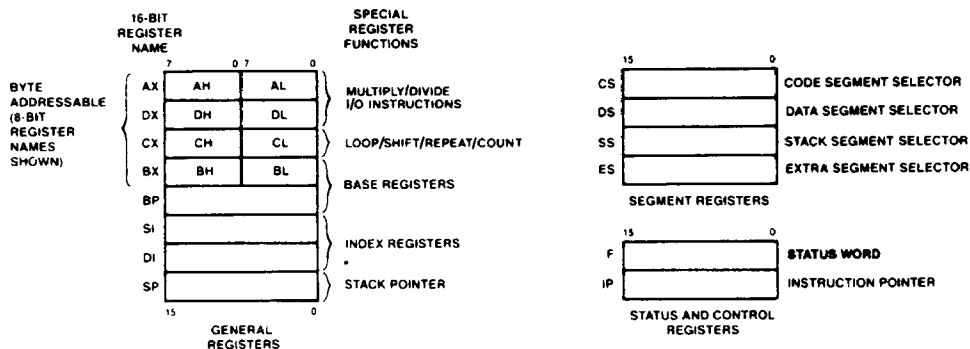 16-BIT
REGISTER
NAME
SPECIAL
REGISTER
FUNCTIONS
7 0 7 0
BYTE
ADDRESSABLE
(8-BIT
REGISTER
NAMES
SHOWN)
AX AH AL
DX DH DL
MULTIPLY/DIVIDE
I/O INSTRUCTIONS
CX CH CL LOOP/SHIFT/REPEAT/COUNT
BX BH BL
BASE REGISTERS
BP
SI
INDEX REGISTERS
DI
SP STACK POINTER
15 0
GENERAL
REGISTERS
15 0
CS CODE SEGMENT SELECTOR
DS DATA SEGMENT SELECTOR
SS STACK SEGMENT SELECTOR
ES EXTRA SEGMENT SELECTOR
SEGMENT REGISTERS
15 0
F STATUS WORD
IP INSTRUCTION POINTER
STATUS AND CONTROL
REGISTERS